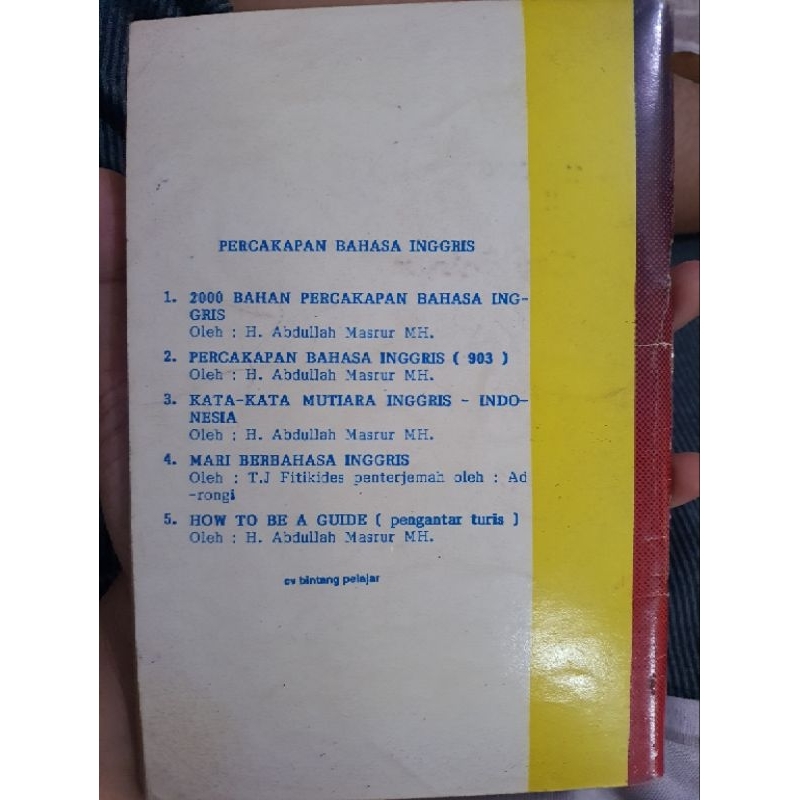 PERCAKAPAN BAHASA INGGRIS
1. 2000 BAHAN PERCAKAPAN BAHASA ING-
GRIS
Oleh : H. Abdullah Masrur MH.
2. PERCAKAPAN BAHASA INGGRIS ( 903 )
Oleh : H. Abdullah Masrur MH.
3. KATA-KATA MUTIARA INGGRIS - INDO-
NESIA
Oleh : H. Abdullah Masrur MH.
4. MARI BERBAHASA INGGRIS
Oleh : T.J Fitikides penterjemah oleh : Ad
-rongi
5. HOW TO BE A GUIDE ( pengantar turis )
Oleh : H. Abdullah Masrur MH.
cv bintang pelajar